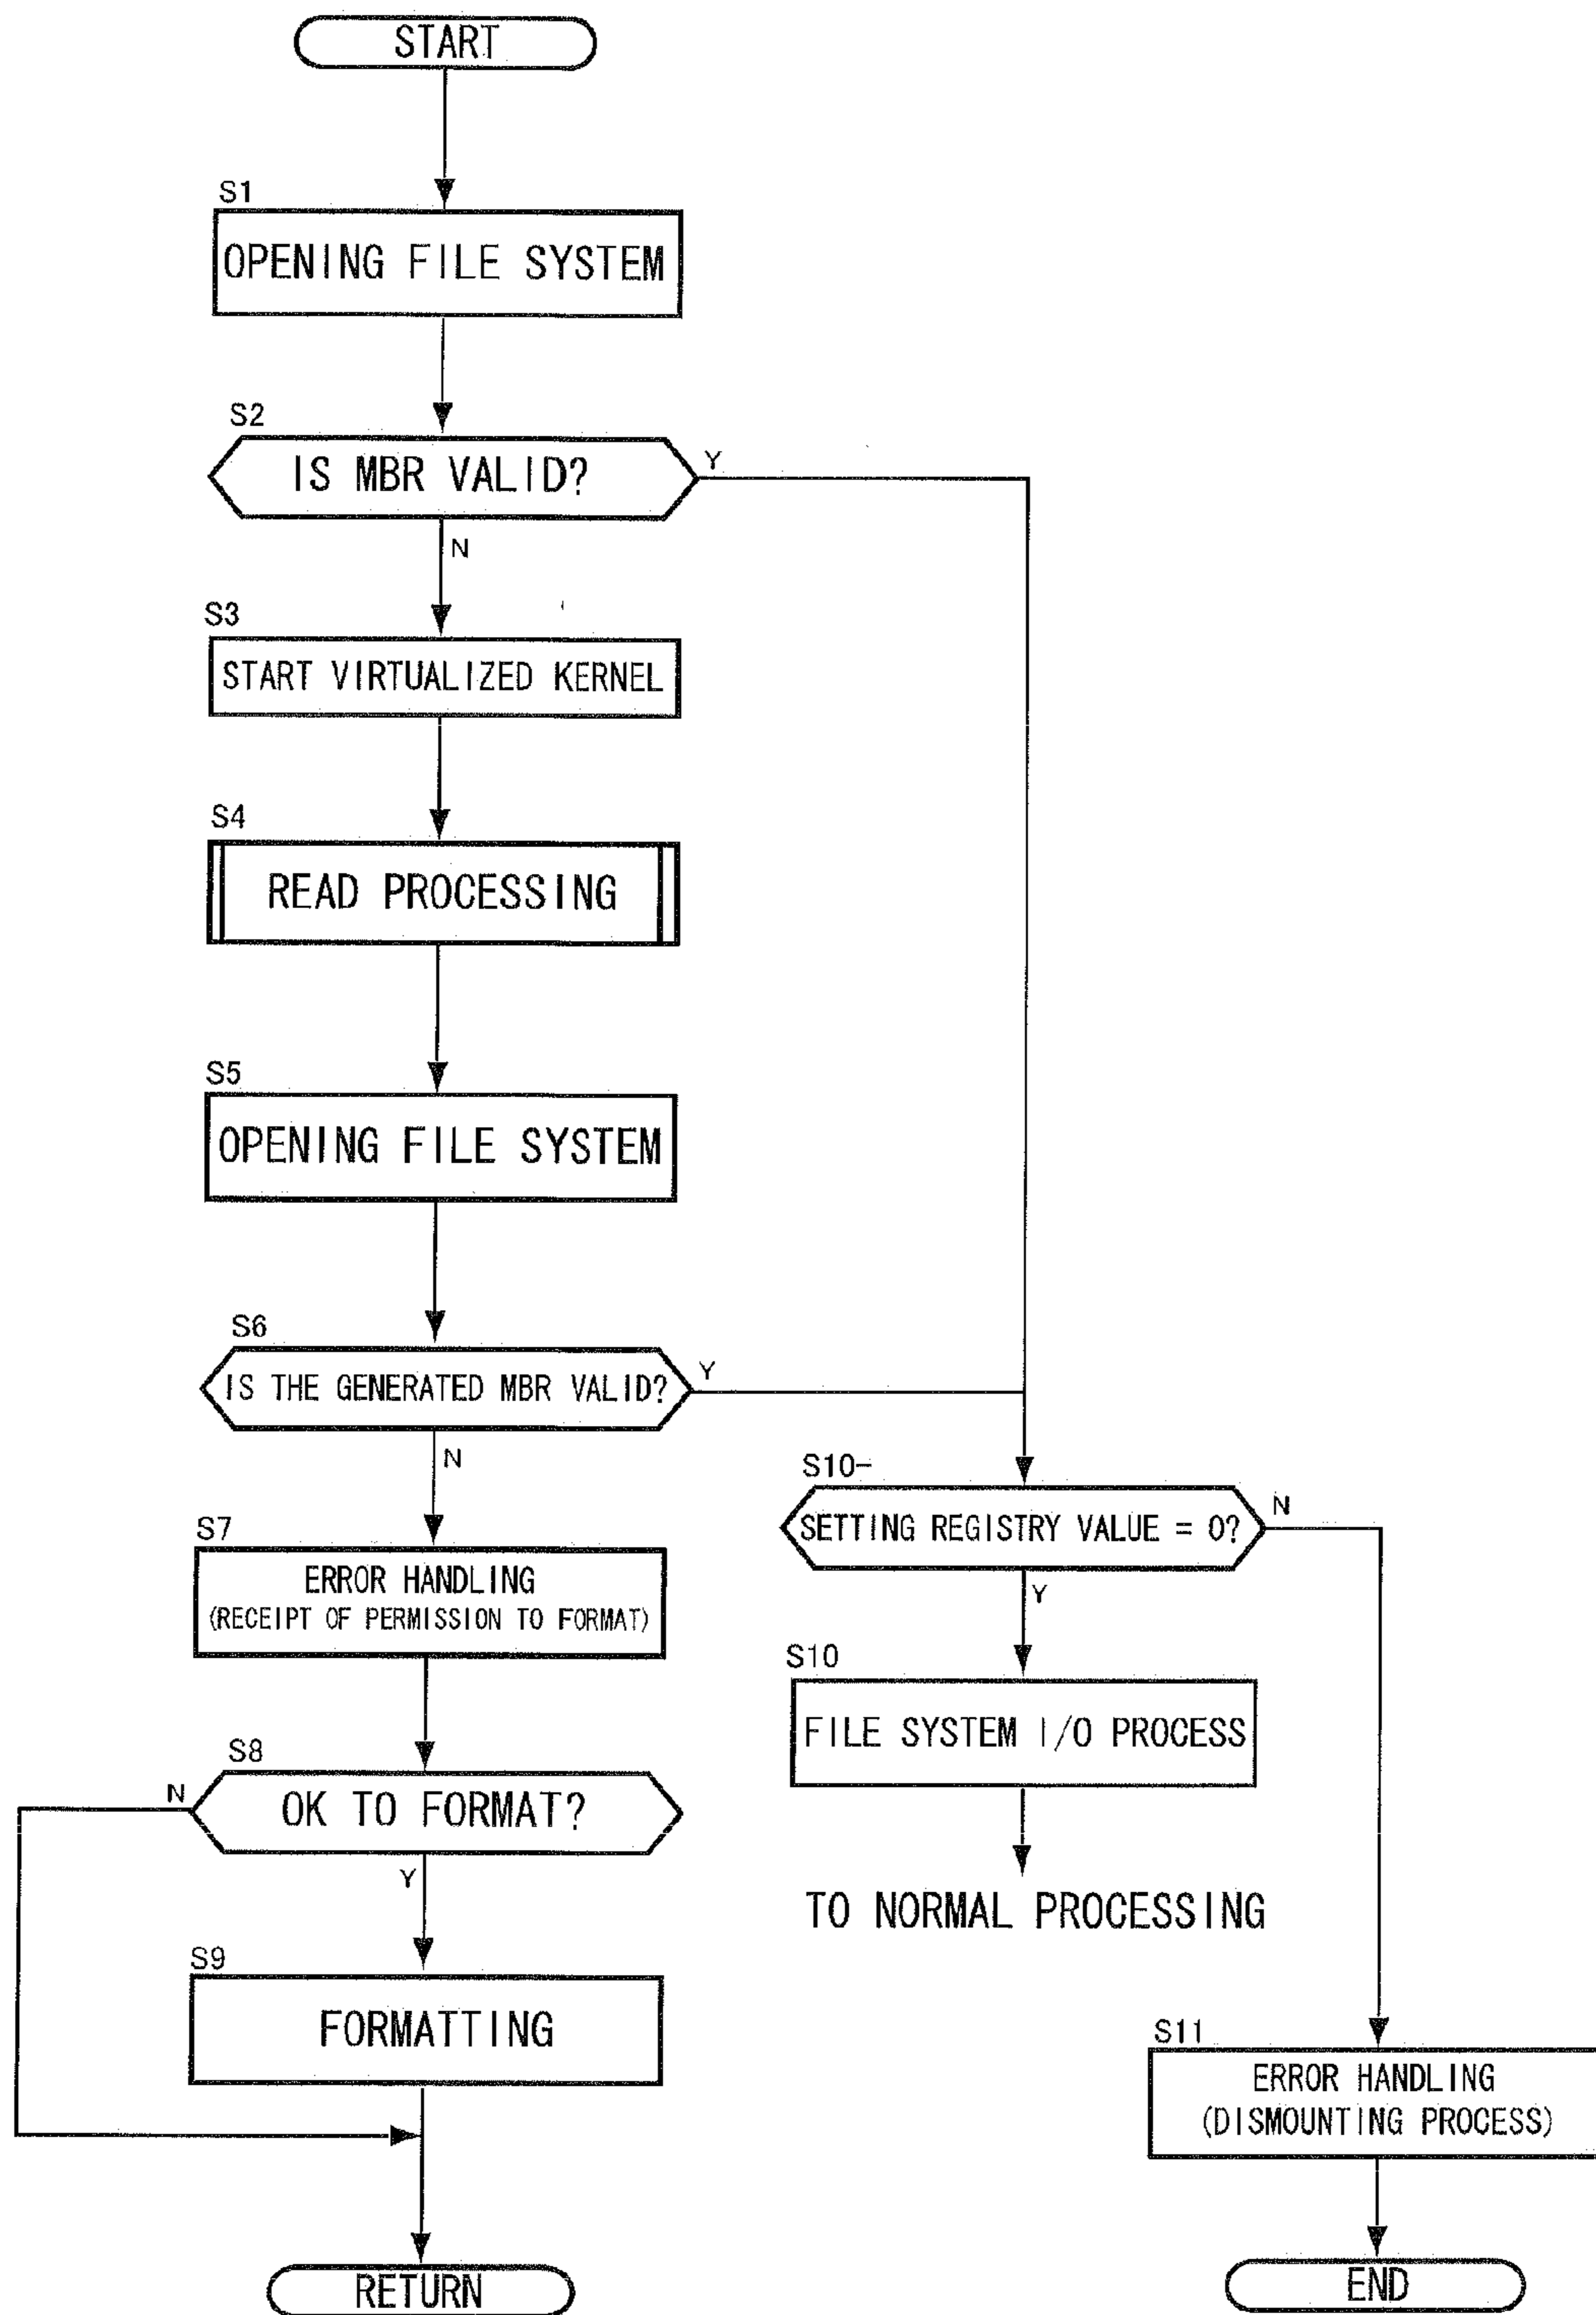 START
S1
OPENING FILE SYSTEM
S2
IS MBR VALID?
Y
N
S3
START VIRTUALIZED KERNEL
S4
READ PROCESSING
S5
OPENING FILE SYSTEM
S6
IS THE GENERATED MBR VALID?
Y
N
S7
ERROR HANDLING
(RECEIPT OF PERMISSION TO FORMAT)
S8
N
OK TO FORMAT?
Y
S9
FORMATTING
RETURN
S10-
SETTING REGISTRY VALUE = 0?
N
Y
S10
FILE SYSTEM I/O PROCESS
TO NORMAL PROCESSING
S11
ERROR HANDLING
(DISMOUNTING PROCESS)
END